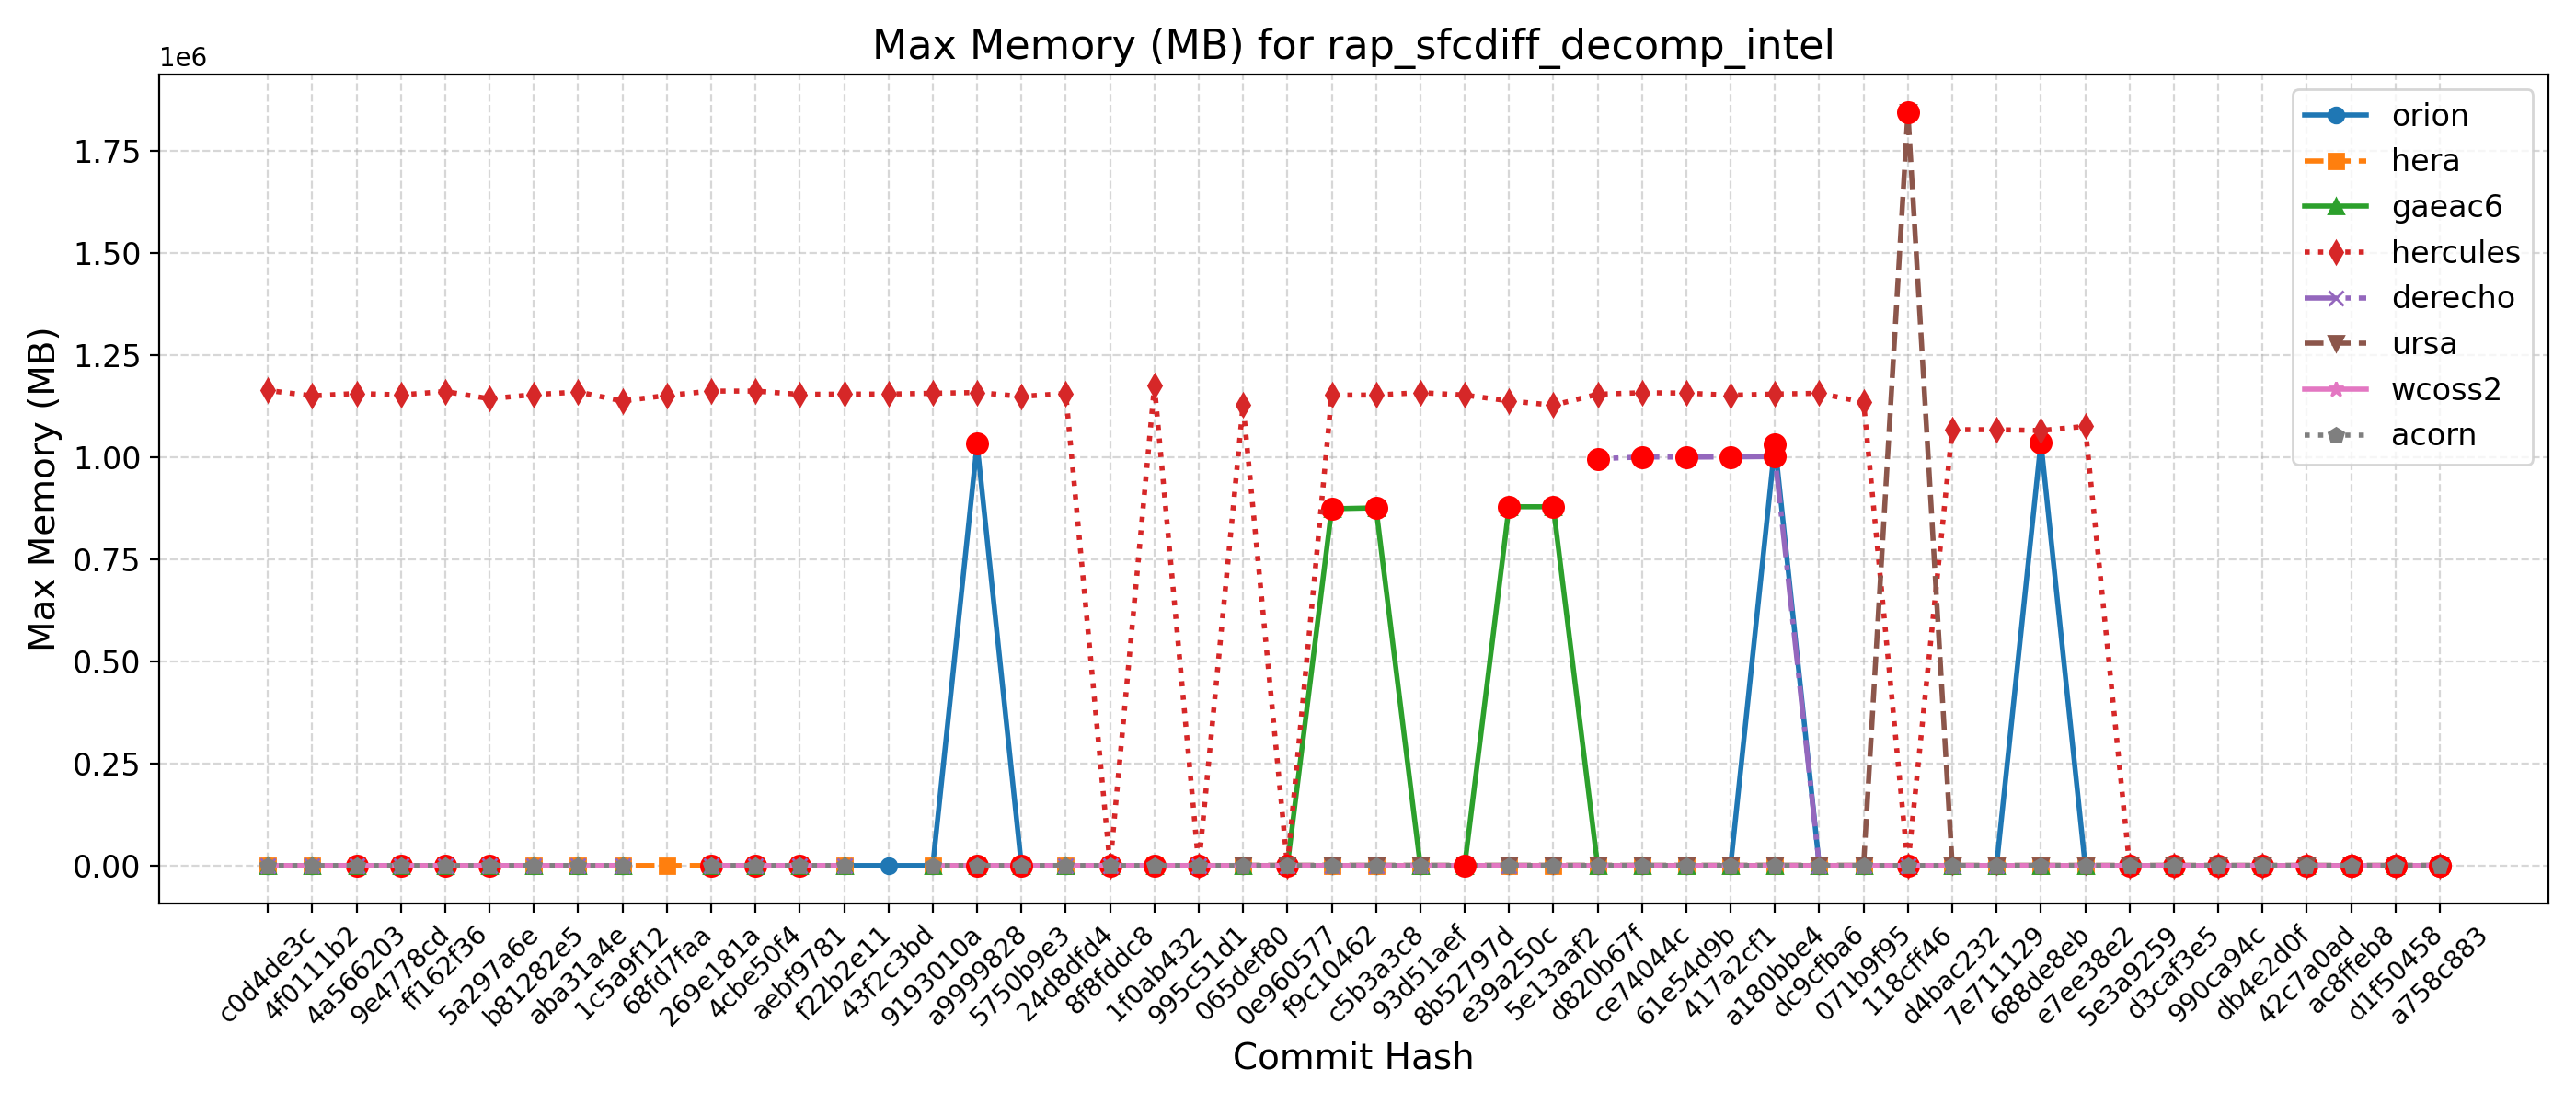 Max Memory (MB) for rap_sfcdiff_decomp_intel
1e6
1.75
1.50
1.25
1.00
0.75
0.50
0.25
0.00
Max Memory (MB)
orion
hera
gaeac6
hercules
derecho
ursa
wcoss2
acorn
c0d4de3c
4f0111b2
4a566203
9e4778cd
ff162f36
5a297a6e
b81282e5
aba31a4e
1c5a9f12
68fd7faa
269e181a
4cbe50f4
aebf9781
f22b2e11
43f2c3bd
9193010a
a9999828
5750b9e3
24d8dfd4
8f8fddc8
1f0ab432
995c51d1
065def80
0e960577
f9c10462
c5b3a3c8
93d51aef
8b52797d
e39a250c
5e13aaf2
d820b67f
ce74044c
61e54d9b
417a2cf1
a180bbe4
dc9cfba6
071b9f95
118cff46
d4bac232
7e711129
688de8eb
e7ee38e2
5e3a9259
d3caf3e5
990ca94c
db4e2d0f
42c7a0ad
ac8ffeb8
d1f50458
a758c883
Commit Hash